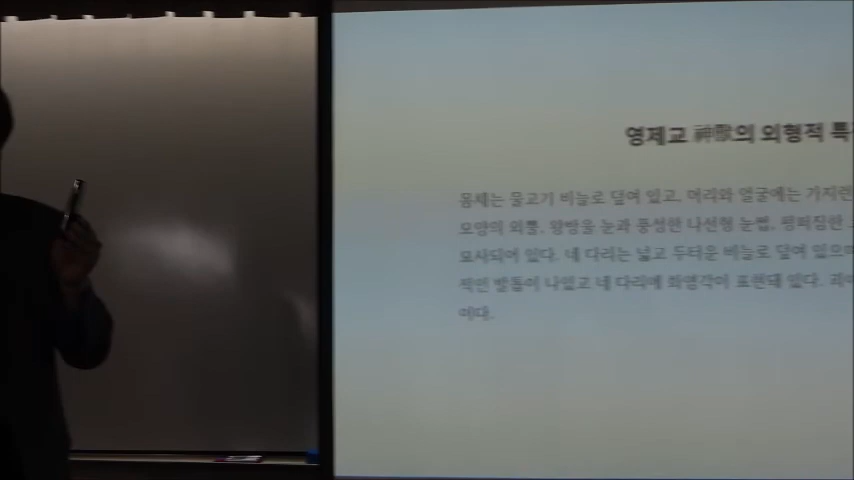 영제교 神獸의 외형적 특
몸체는 물고기 비늘로 덮여 있고, 머리와 얼굴에는 가지런
모양의 외뿔, 왕방울 눈과 풍성한 나선형 눈썹, 펑퍼짐한
묘사되어 있다. 네 다리는 넓고 두터운 비늘로 덮여 있으며
적인 발톱이 나있고 네 다리에 화염각이 표현돼 있다.
이다.